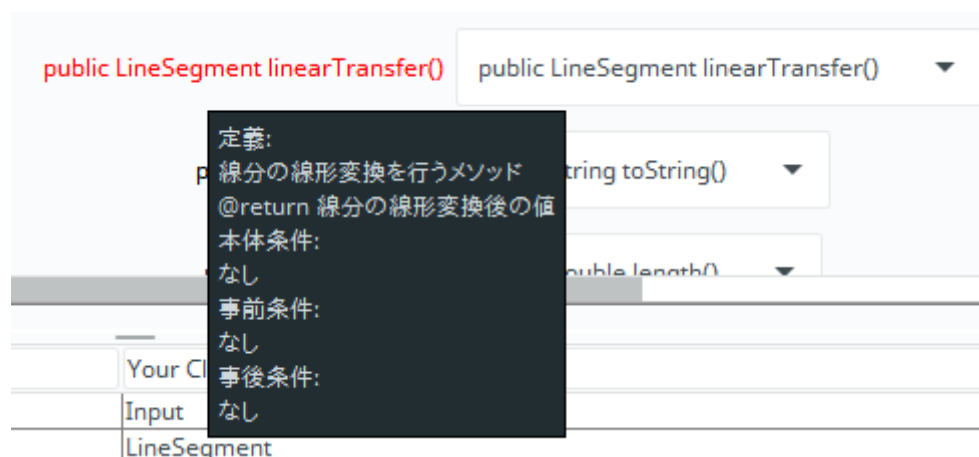 public LineSegment linearTransfer() public LineSegment linearTransfer()
定義:
線分の線形変換を行うメソッド
@return 線分の線形変換後の値
本体条件:
なし
事前条件:
なし
事後条件:
なし
p tring toString()
ouble length()
Your Cl
Input
LineSegment